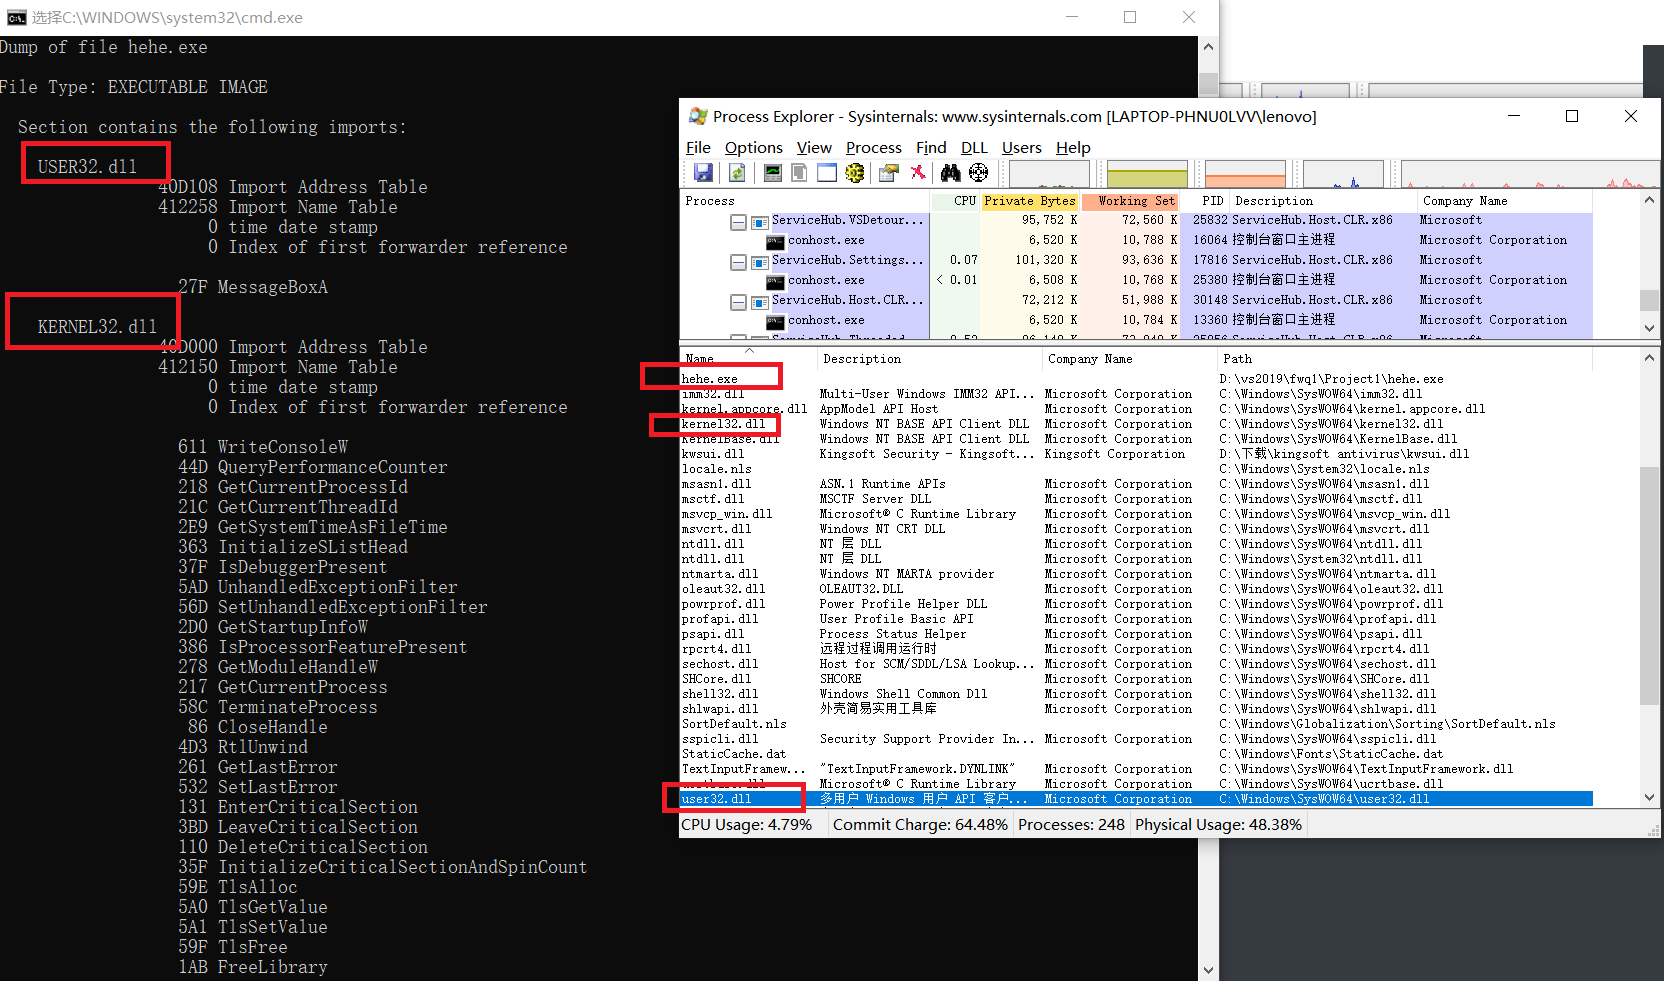 选择C:\WINDOWS\system32\cmd.exe
Dump of file hehe.exe
File Type: EXECUTABLE IMAGE
Section contains the following imports:
USER32.dll
40D108 Import Address Table
412258 Import Name Table
0 time date stamp
0 Index of first forwarder reference
27F MessageBoxA
KERNEL32.dll
40D000 Import Address Table
412150 Import Name Table
0 time date stamp
0 Index of first forwarder reference
611 WriteConsoleW
44D QueryPerformanceCounter
218 GetCurrentProcessId
21C GetCurrentThreadId
2E9 GetSystemTimeAsFileTime
363 InitializeSListHead
37F IsDebuggerPresent
5AD UnhandledExceptionFilter
56D SetUnhandledExceptionFilter
2D0 GetStartupInfoW
386 IsProcessorFeaturePresent
278 GetModuleHandleW
217 GetCurrentProcess
58C TerminateProcess
86 CloseHandle
4D3 RtlUnwind
261 GetLastError
532 SetLastError
131 EnterCriticalSection
3BD LeaveCriticalSection
110 DeleteCriticalSection
35F InitializeCriticalSectionAndSpinCount
59E TlsAlloc
5A0 TlsGetValue
5A1 TlsSetValue
59F TlsFree
1AB FreeLibrary
Process Explorer - Sysinternals: www.sysinternals.com [LAPTOP-PHNU0LVV\lenovo]
File Options View Process Find DLL Users Help
Process CPU Private Bytes Working Set PID Description Company Name
ServiceHub.VSDetour... 95,752 K 72,560 K 25832 ServiceHub.Host.CLR.x86 Microsoft
conhost.exe 6,520 K 10,788 K 16064 控制台窗口主进程 Microsoft Corporation
ServiceHub.Settings... 0.07 101,320 K 93,636 K 17816 ServiceHub.Host.CLR.x86 Microsoft
conhost.exe < 0.01 6,508 K 10,768 K 25380 控制台窗口主进程 Microsoft Corporation
ServiceHub.Host.CLR... 72,212 K 51,988 K 30148 ServiceHub.Host.CLR.x86 Microsoft
conhost.exe 6,520 K 10,784 K 13360 控制台窗口主进程 Microsoft Corporation
Name Description Company Name Path
hehe.exe D:\vs2019\fwq1\Project1\hehe.exe
imm32.dll Multi-User Windows IMM32 API... Microsoft Corporation C:\Windows\SysWOW64\imm32.dll
kernel.appcore.dll AppModel API Host Microsoft Corporation C:\Windows\SysWOW64\kernel.appcore.dll
kernel32.dll Windows NT BASE API Client DLL Microsoft Corporation C:\Windows\SysWOW64\kernel32.dll
KernelBase.dll Windows NT BASE API Client DLL Microsoft Corporation C:\Windows\SysWOW64\KernelBase.dll
kwsui.dll Kingsoft Security - Kingsoft... Kingsoft Corporation D:\下载\kingsoft antivirus\kwsui.dll
locale.nls C:\Windows\System32\locale.nls
msasn1.dll ASN.1 Runtime APIs Microsoft Corporation C:\Windows\SysWOW64\msasn1.dll
msctf.dll MSCTF Server DLL Microsoft Corporation C:\Windows\SysWOW64\msctf.dll
msvcp_win.dll Microsoft® C Runtime Library Microsoft Corporation C:\Windows\SysWOW64\msvcp_win.dll
msvcrt.dll Windows NT CRT DLL Microsoft Corporation C:\Windows\SysWOW64\msvcrt.dll
ntdll.dll NT 层 DLL Microsoft Corporation C:\Windows\SysWOW64\ntdll.dll
ntdll.dll NT 层 DLL Microsoft Corporation C:\Windows\System32\ntdll.dll
ntmarta.dll Windows NT MARTA provider Microsoft Corporation C:\Windows\SysWOW64\ntmarta.dll
oleaut32.dll OLEAUT32.DLL Microsoft Corporation C:\Windows\SysWOW64\oleaut32.dll
powrprof.dll Power Profile Helper DLL Microsoft Corporation C:\Windows\SysWOW64\powrprof.dll
profapi.dll User Profile Basic API Microsoft Corporation C:\Windows\SysWOW64\profapi.dll
psapi.dll Process Status Helper Microsoft Corporation C:\Windows\SysWOW64\psapi.dll
rpcrt4.dll 远程过程调用运行时 Microsoft Corporation C:\Windows\SysWOW64\rpcrt4.dll
sechost.dll Host for SCM/SDDL/LSA Lookup... Microsoft Corporation C:\Windows\SysWOW64\sechost.dll
SHCore.dll SHCORE Microsoft Corporation C:\Windows\SysWOW64\SHCore.dll
shell32.dll Windows Shell Common Dll Microsoft Corporation C:\Windows\SysWOW64\shell32.dll
shlwapi.dll 外壳简易实用工具库 Microsoft Corporation C:\Windows\SysWOW64\shlwapi.dll
SortDefault.nls C:\Windows\Globalization\Sorting\SortDefault.nls
sspicli.dll Security Support Provider In... Microsoft Corporation C:\Windows\SysWOW64\sspicli.dll
StaticCache.dat C:\Windows\Fonts\StaticCache.dat
TextInputFramew... "TextInputFramework.DYNLINK" Microsoft Corporation C:\Windows\SysWOW64\TextInputFramework.dll
Microsoft® C Runtime Library Microsoft Corporation C:\Windows\SysWOW64\ucrtbase.dll
user32.dll 多用户 Windows 用户 API 客户... Microsoft Corporation C:\Windows\SysWOW64\user32.dll
CPU Usage: 4.79% Commit Charge: 64.48% Processes: 248 Physical Usage: 48.38%